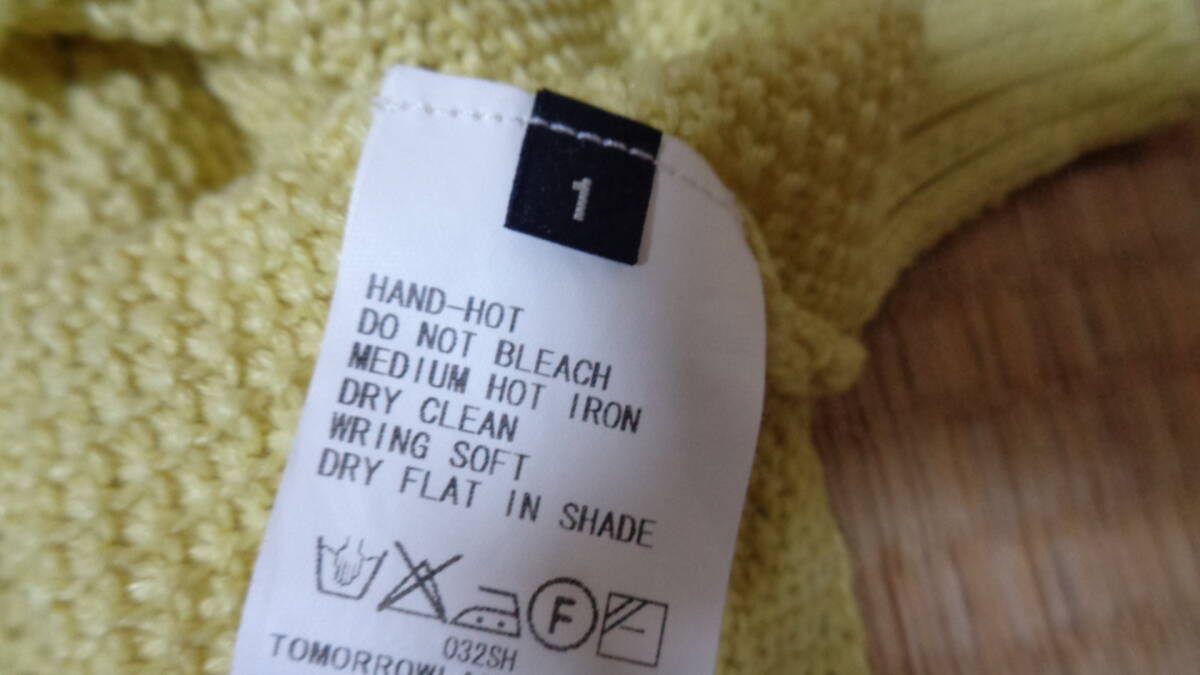 1
HAND-HOT
DO NOT BLEACH
MEDIUM HOT IRON
DRY CLEAN
WRING SOFT
DRY FLAT IN SHADE
F
032SH